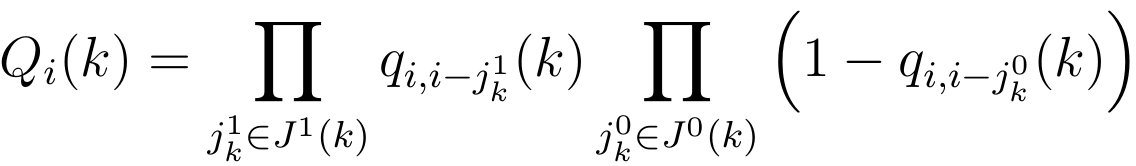 Q_i(k) = \prod_{j_k^1 \in J^1(k)} q_{i,i-j_k^1}(k) \prod_{j_k^0 \in J^0(k)} \left(1 - q_{i,i-j_k^0}(k)\right)